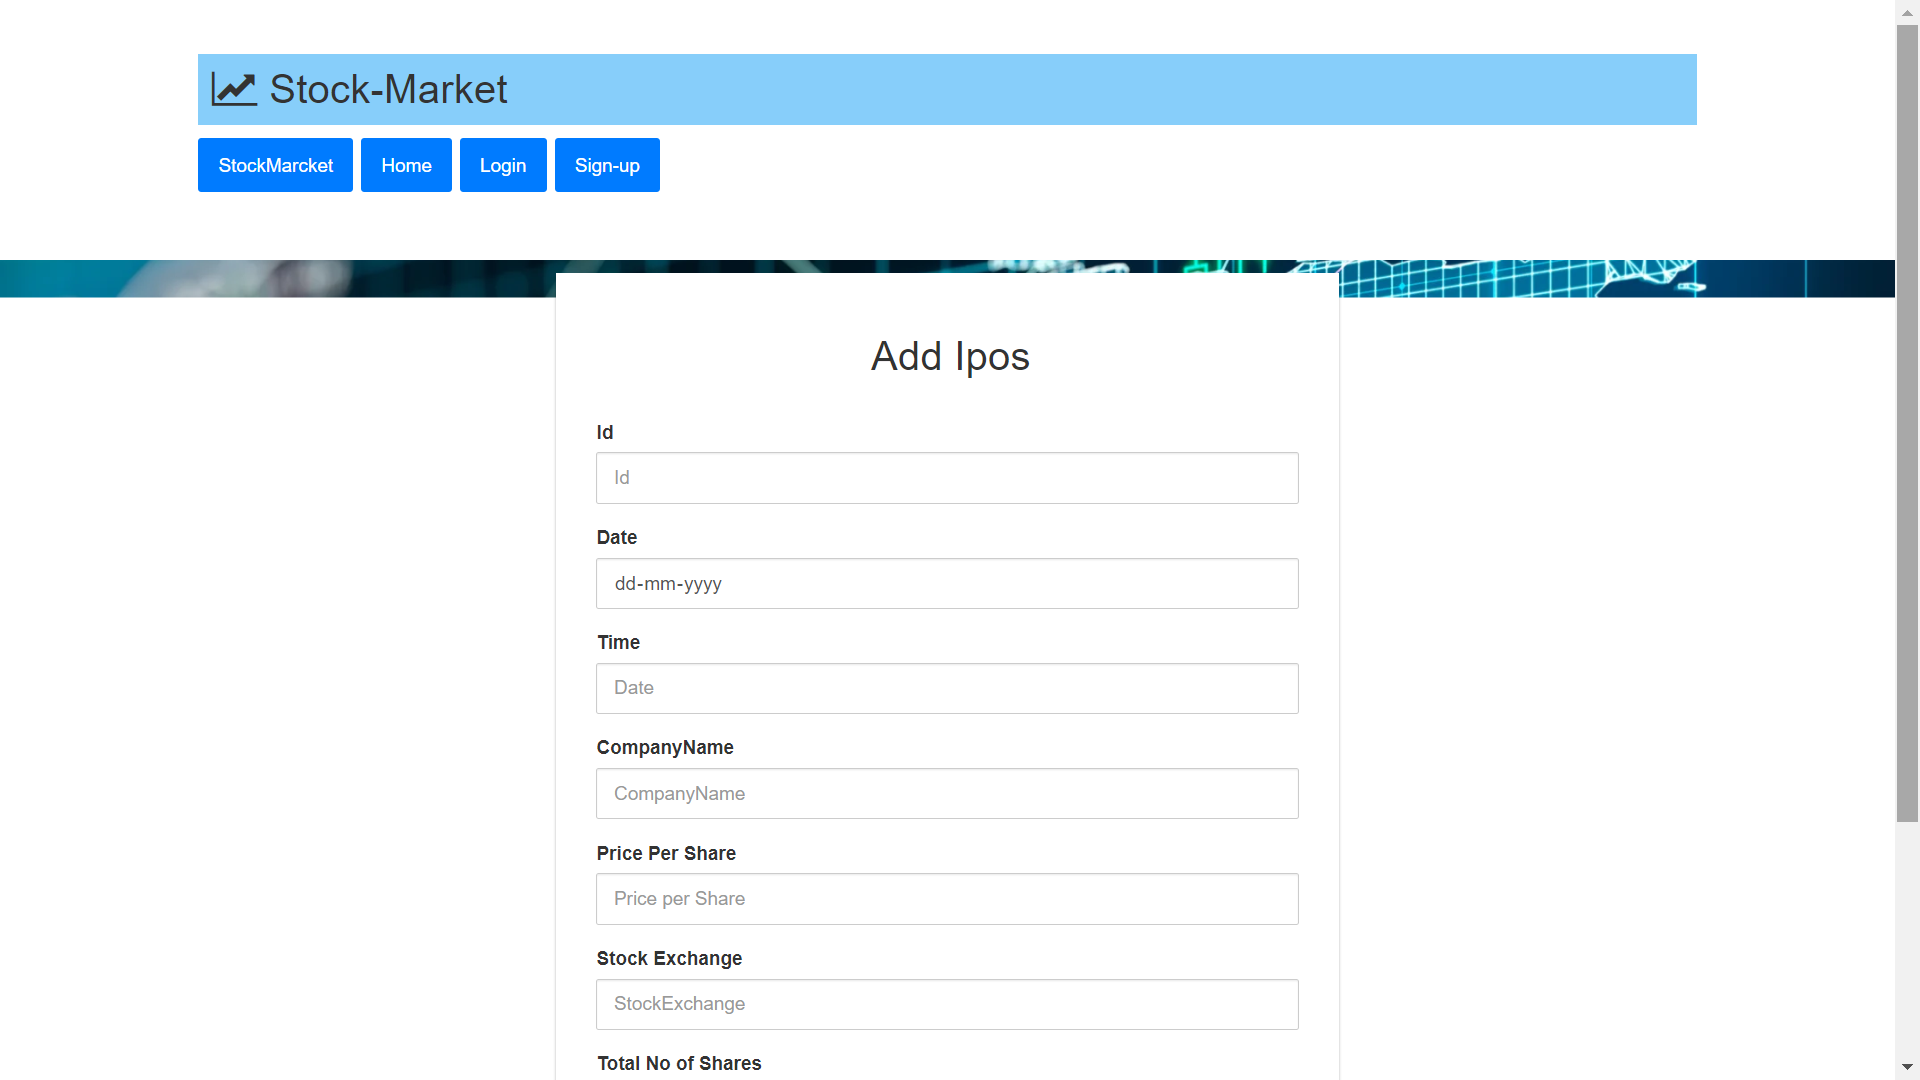 Stock-Market
StockMarcket Home Login Sign-up
Add Ipos
Id
Id
Date
dd-mm-yyyy
Time
Date
CompanyName
CompanyName
Price Per Share
Price per Share
Stock Exchange
StockExchange
Total No of Shares